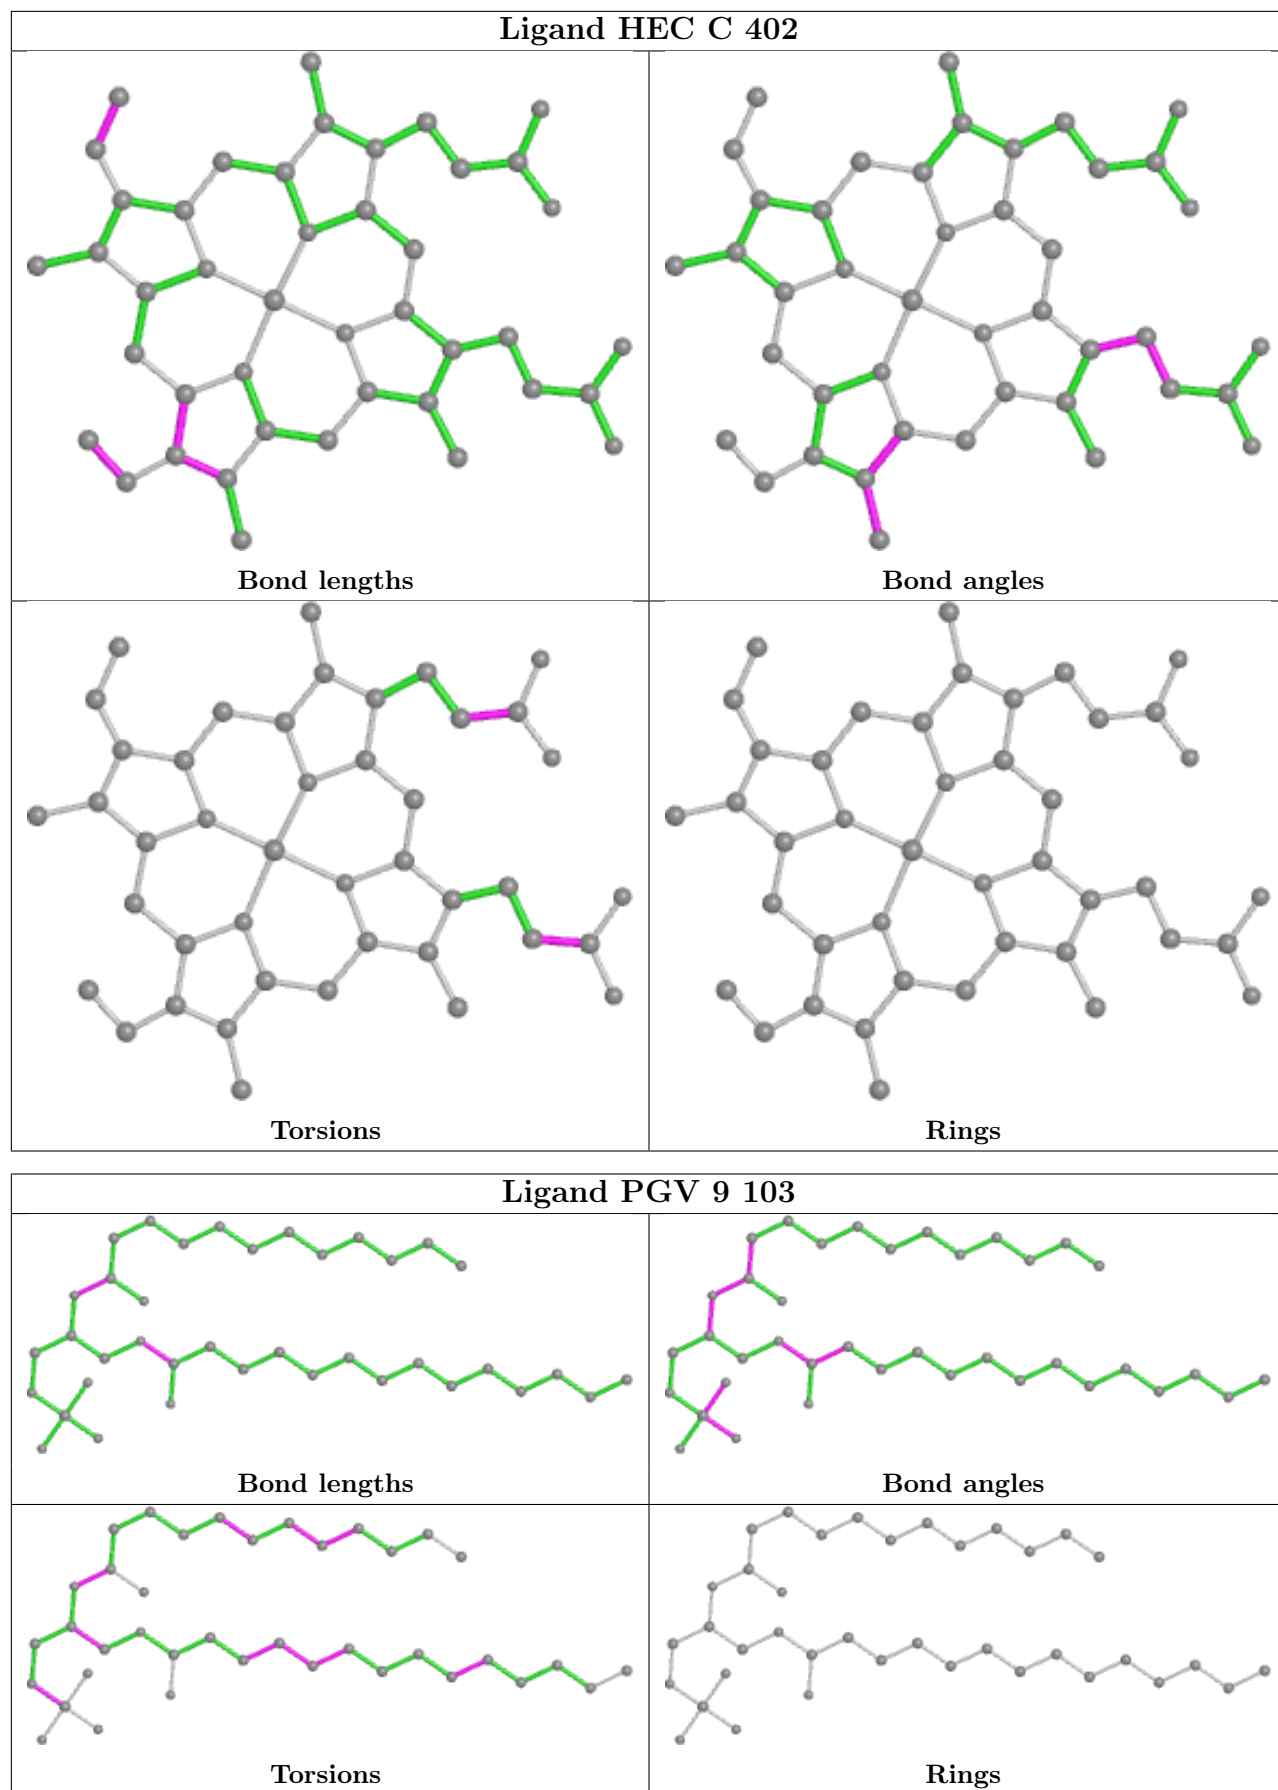 Ligand HEC C 402
Bond lengths
Bond angles
Torsions
Rings
Ligand PGV 9 103
Bond lengths
Bond angles
Torsions
Rings